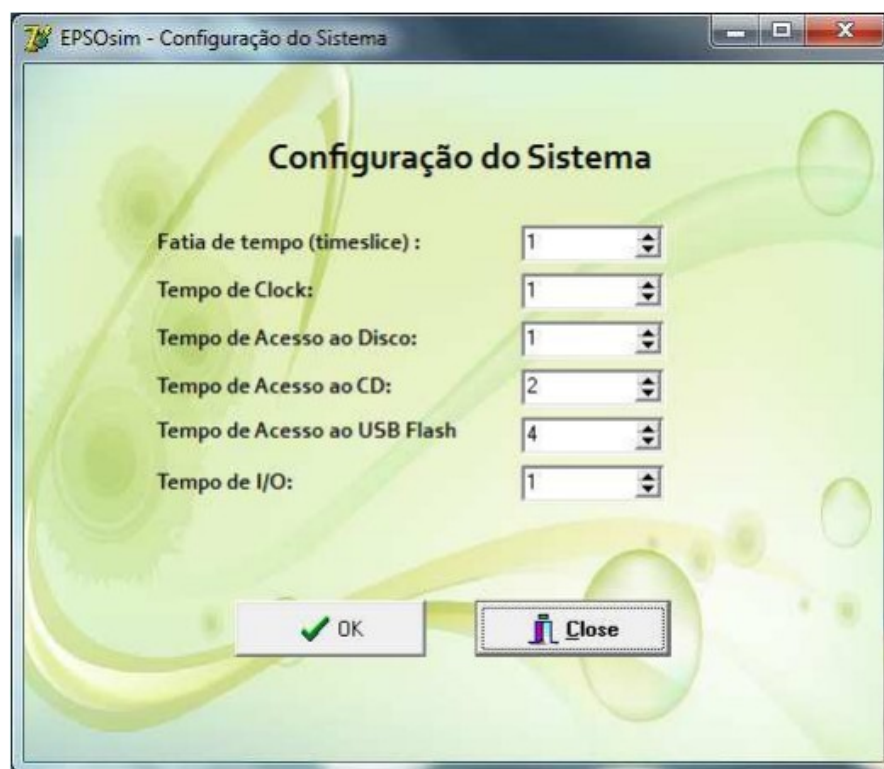 EPSOsim - Configuração do Sistema
Configuração do Sistema
Fatia de tempo (timeslice) : 1
Tempo de Clock: 1
Tempo de Acesso ao Disco: 1
Tempo de Acesso ao CD: 2
Tempo de Acesso ao USB Flash 4
Tempo de I/O: 1
OK Close